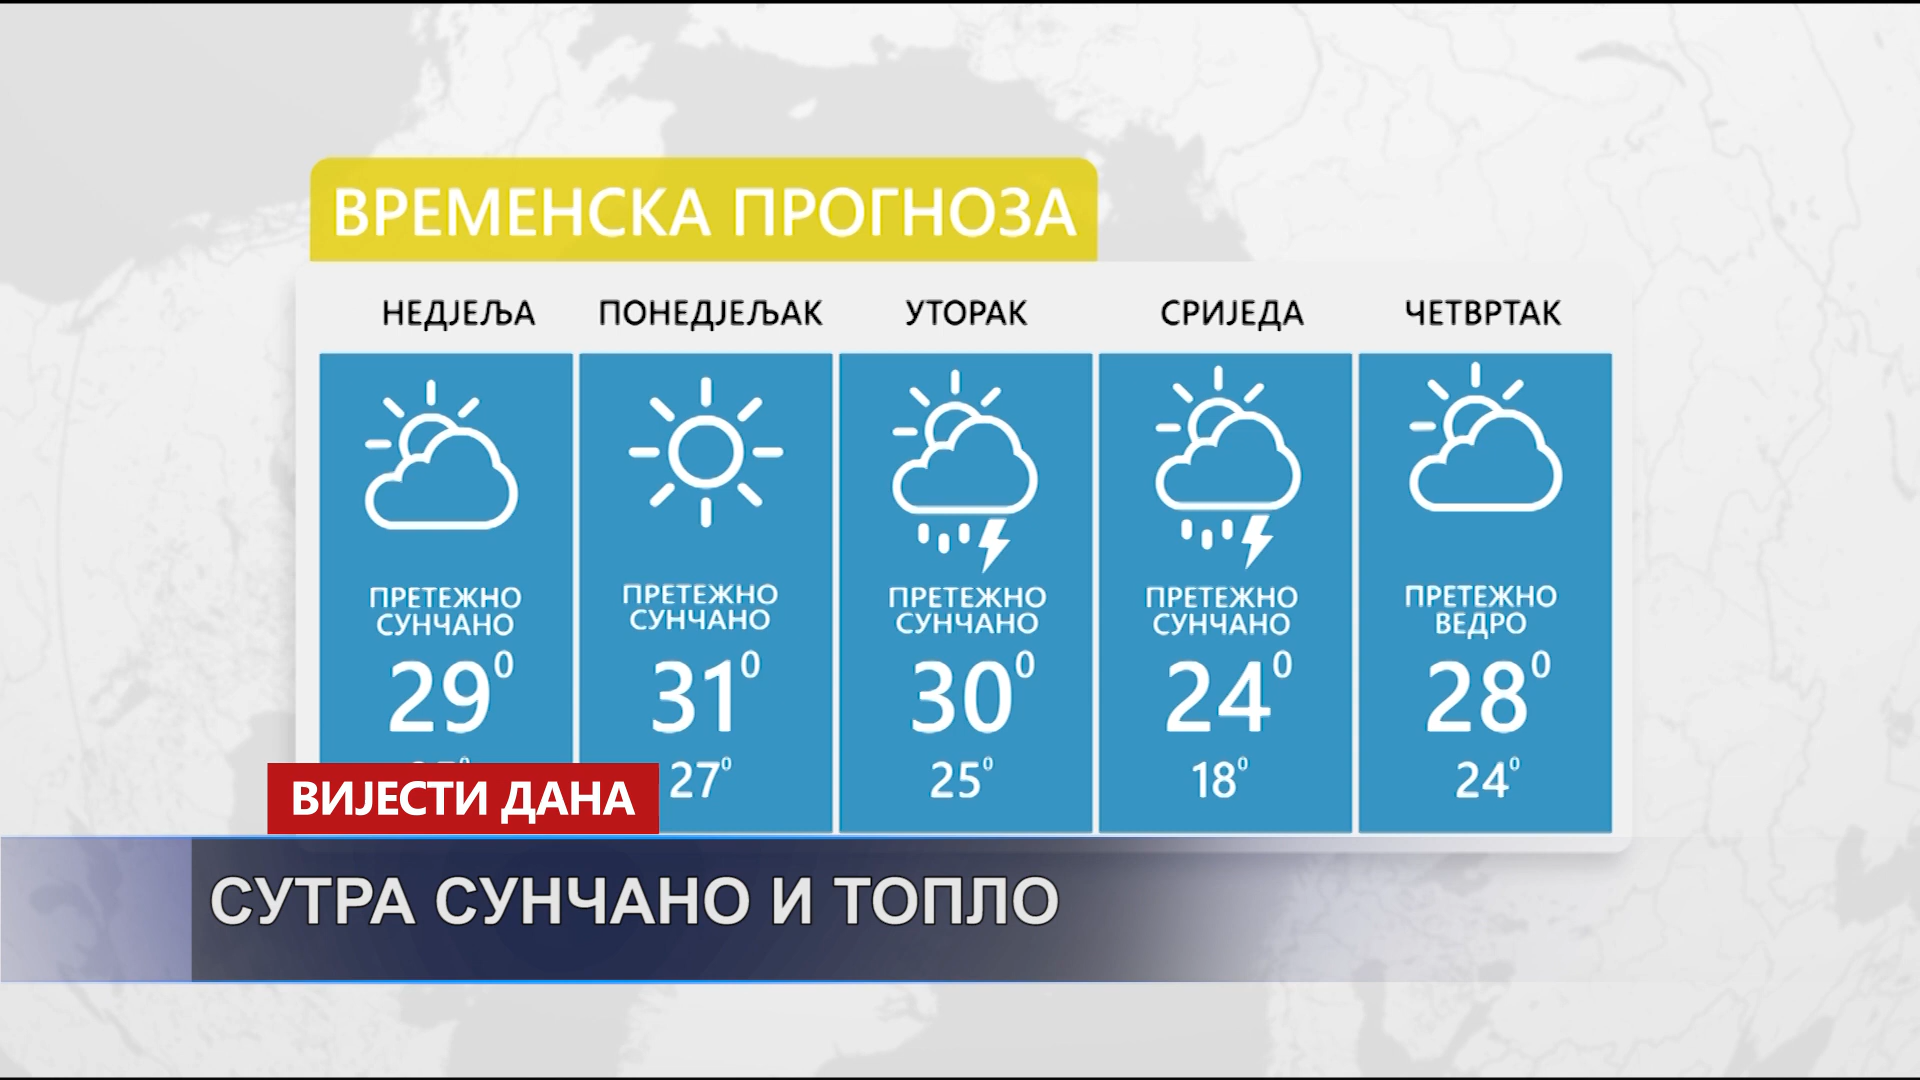 ВРЕМЕНСКА ПРОГНОЗА
НЕДЈЕЉА ПОНЕДЈЕЉАК УТОРАК СРИЈЕДА ЧЕТВРТАК
ПРЕТЕЖНО ПРЕТЕЖНО ПРЕТЕЖНО ПРЕТЕЖНО ПРЕТЕЖНО
СУНЧАНО СУНЧАНО СУНЧАНО СУНЧАНО ВЕДРО
29⁰ 31⁰ 30⁰ 24⁰ 28⁰
27⁰ 25⁰ 18⁰ 24⁰
ВИЈЕСТИ ДАНА
СУТРА СУНЧАНО И ТОПЛО